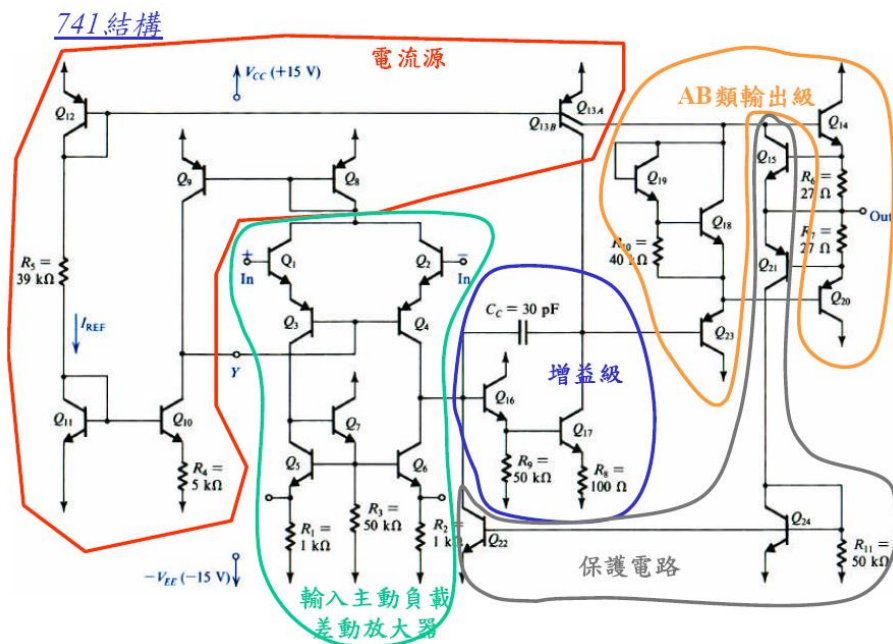 741結構
電流源
V_CC (+15 V)
AB類輸出級
Q12
Q13A
Q13B
Q14
Q15
Q19
R6 =
27 Ω
Q9
Q8
Q18
Out
R10 =
40 kΩ
R7 =
27 Ω
+
In
Q1
Q2
−
In
Q21
R5 =
39 kΩ
Q20
C_C = 30 pF
Q3
Q4
Q23
I_REF
增益級
Y
Q16
Q11
Q10
Q7
Q17
R4 =
5 kΩ
Q5
Q6
R9 =
50 kΩ
R8 =
100 Ω
R1 =
1 kΩ
R3 =
50 kΩ
R2 =
1 kΩ
Q22
Q24
R11 =
50 kΩ
保護電路
−V_EE (−15 V)
輸入主動負載
差動放大器